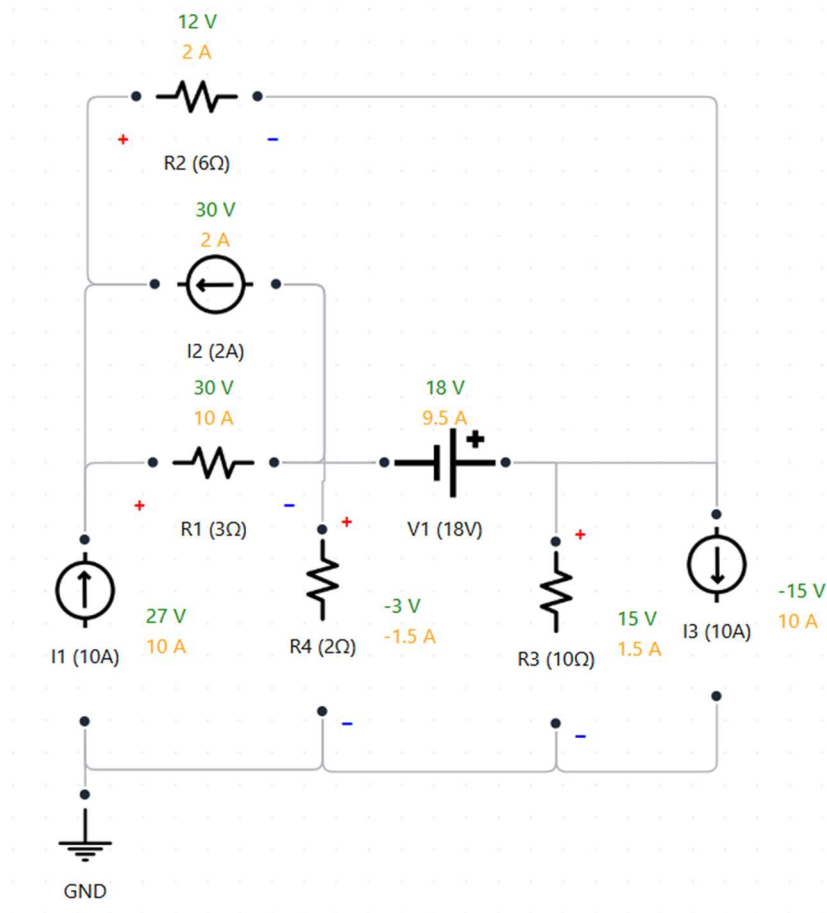 12 V
2 A
+
−
R2 (6Ω)
30 V
2 A
I2 (2A)
30 V
10 A
+
−
R1 (3Ω)
18 V
9.5 A
+
V1 (18V)
I1 (10A)
27 V
10 A
+
R4 (2Ω)
-3 V
-1.5 A
−
+
R3 (10Ω)
15 V
1.5 A
−
I3 (10A)
-15 V
10 A
GND